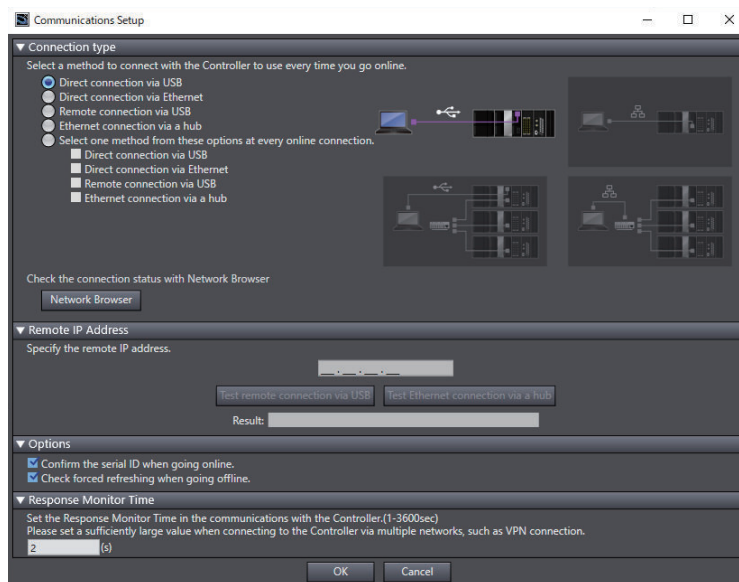 Communications Setup
▼ Connection type
Select a method to connect with the Controller to use every time you go online.
Direct connection via USB
Direct connection via Ethernet
Remote connection via USB
Ethernet connection via a hub
Select one method from these options at every online connection.
Direct connection via USB
Direct connection via Ethernet
Remote connection via USB
Ethernet connection via a hub
Check the connection status with Network Browser
Network Browser
▼ Remote IP Address
Specify the remote IP address.
__.__.__.__
Test remote connection via USB
Test Ethernet connection via a hub
Result:
▼ Options
Confirm the serial ID when going online.
Check forced refreshing when going offline.
▼ Response Monitor Time
Set the Response Monitor Time in the communications with the Controller.(1-3600sec)
Please set a sufficiently large value when connecting to the Controller via multiple networks, such as VPN connection.
2 (s)
OK
Cancel